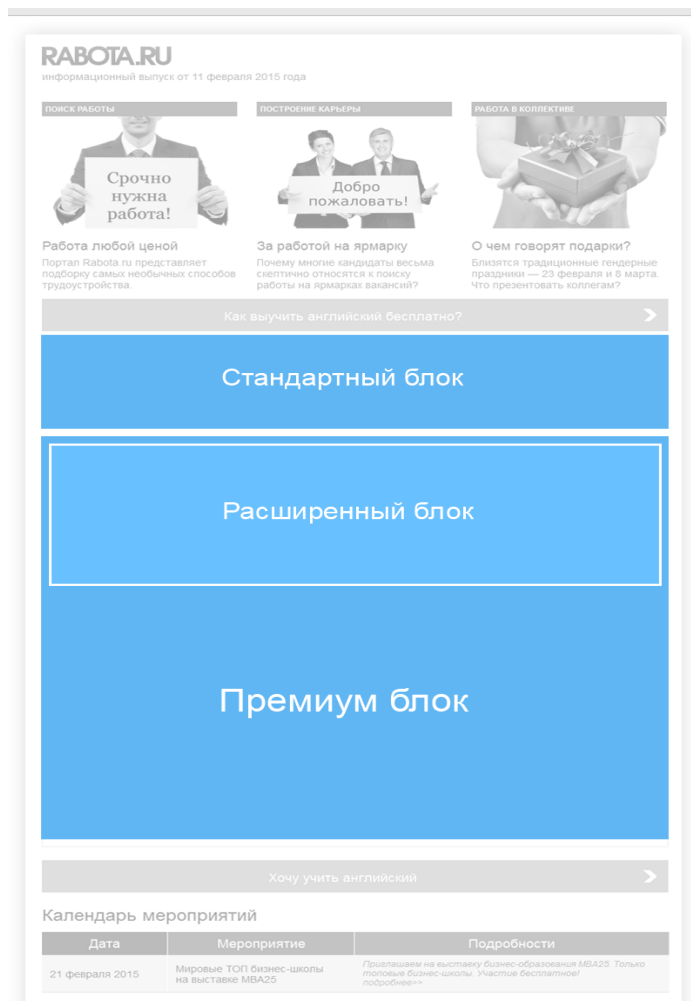 RABOTA.RU
информационный выпуск от 11 февраля 2015 года
ПОИСК РАБОТЫ
Срочно
нужна
работа!
Работа любой ценой
Портал Rabota.ru представляет
подборку самых необычных способов
трудоустройства.
ПОСТРОЕНИЕ КАРЬЕРЫ
Добро
пожаловать!
За работой на ярмарку
Почему многие кандидаты весьма
скептично относятся к поиску
работы на ярмарках вакансий?
РАБОТА В КОЛЛЕКТИВЕ
О чем говорят подарки?
Близятся традиционные гендерные
праздники — 23 февраля и 8 марта.
Что презентовать коллегам?
Как выучить английский бесплатно?
Стандартный блок
Расширенный блок
Премиум блок
Хочу учить английский
Календарь мероприятий
Дата Мероприятие Подробности
21 февраля 2015
Мировые ТОП бизнес-школы
на выставке MBA25
Приглашаем на выставку бизнес-образования MBA25. Только
топовые бизнес-школы. Участие бесплатное!
подробнее>>